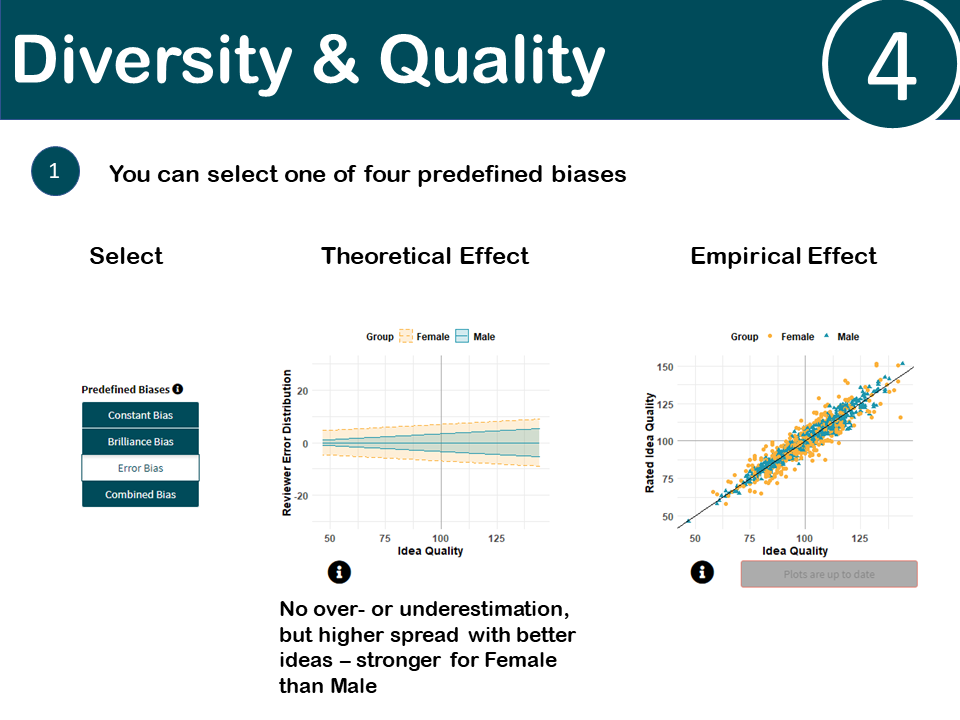 Diversity & Quality
4
1
You can select one of four predefined biases
Select
Theoretical Effect
Empirical Effect
Predefined Biases i
Constant Bias
Brilliance Bias
Error Bias
Combined Bias
Group Female Male
Reviewer Error Distribution
20
0
-20
50 75 100 125
Idea Quality
i
No over- or underestimation,
but higher spread with better
ideas – stronger for Female
than Male
Group Female Male
Rated Idea Quality
150
125
100
75
50
50 75 100 125
Idea Quality
i
Plots are up to date